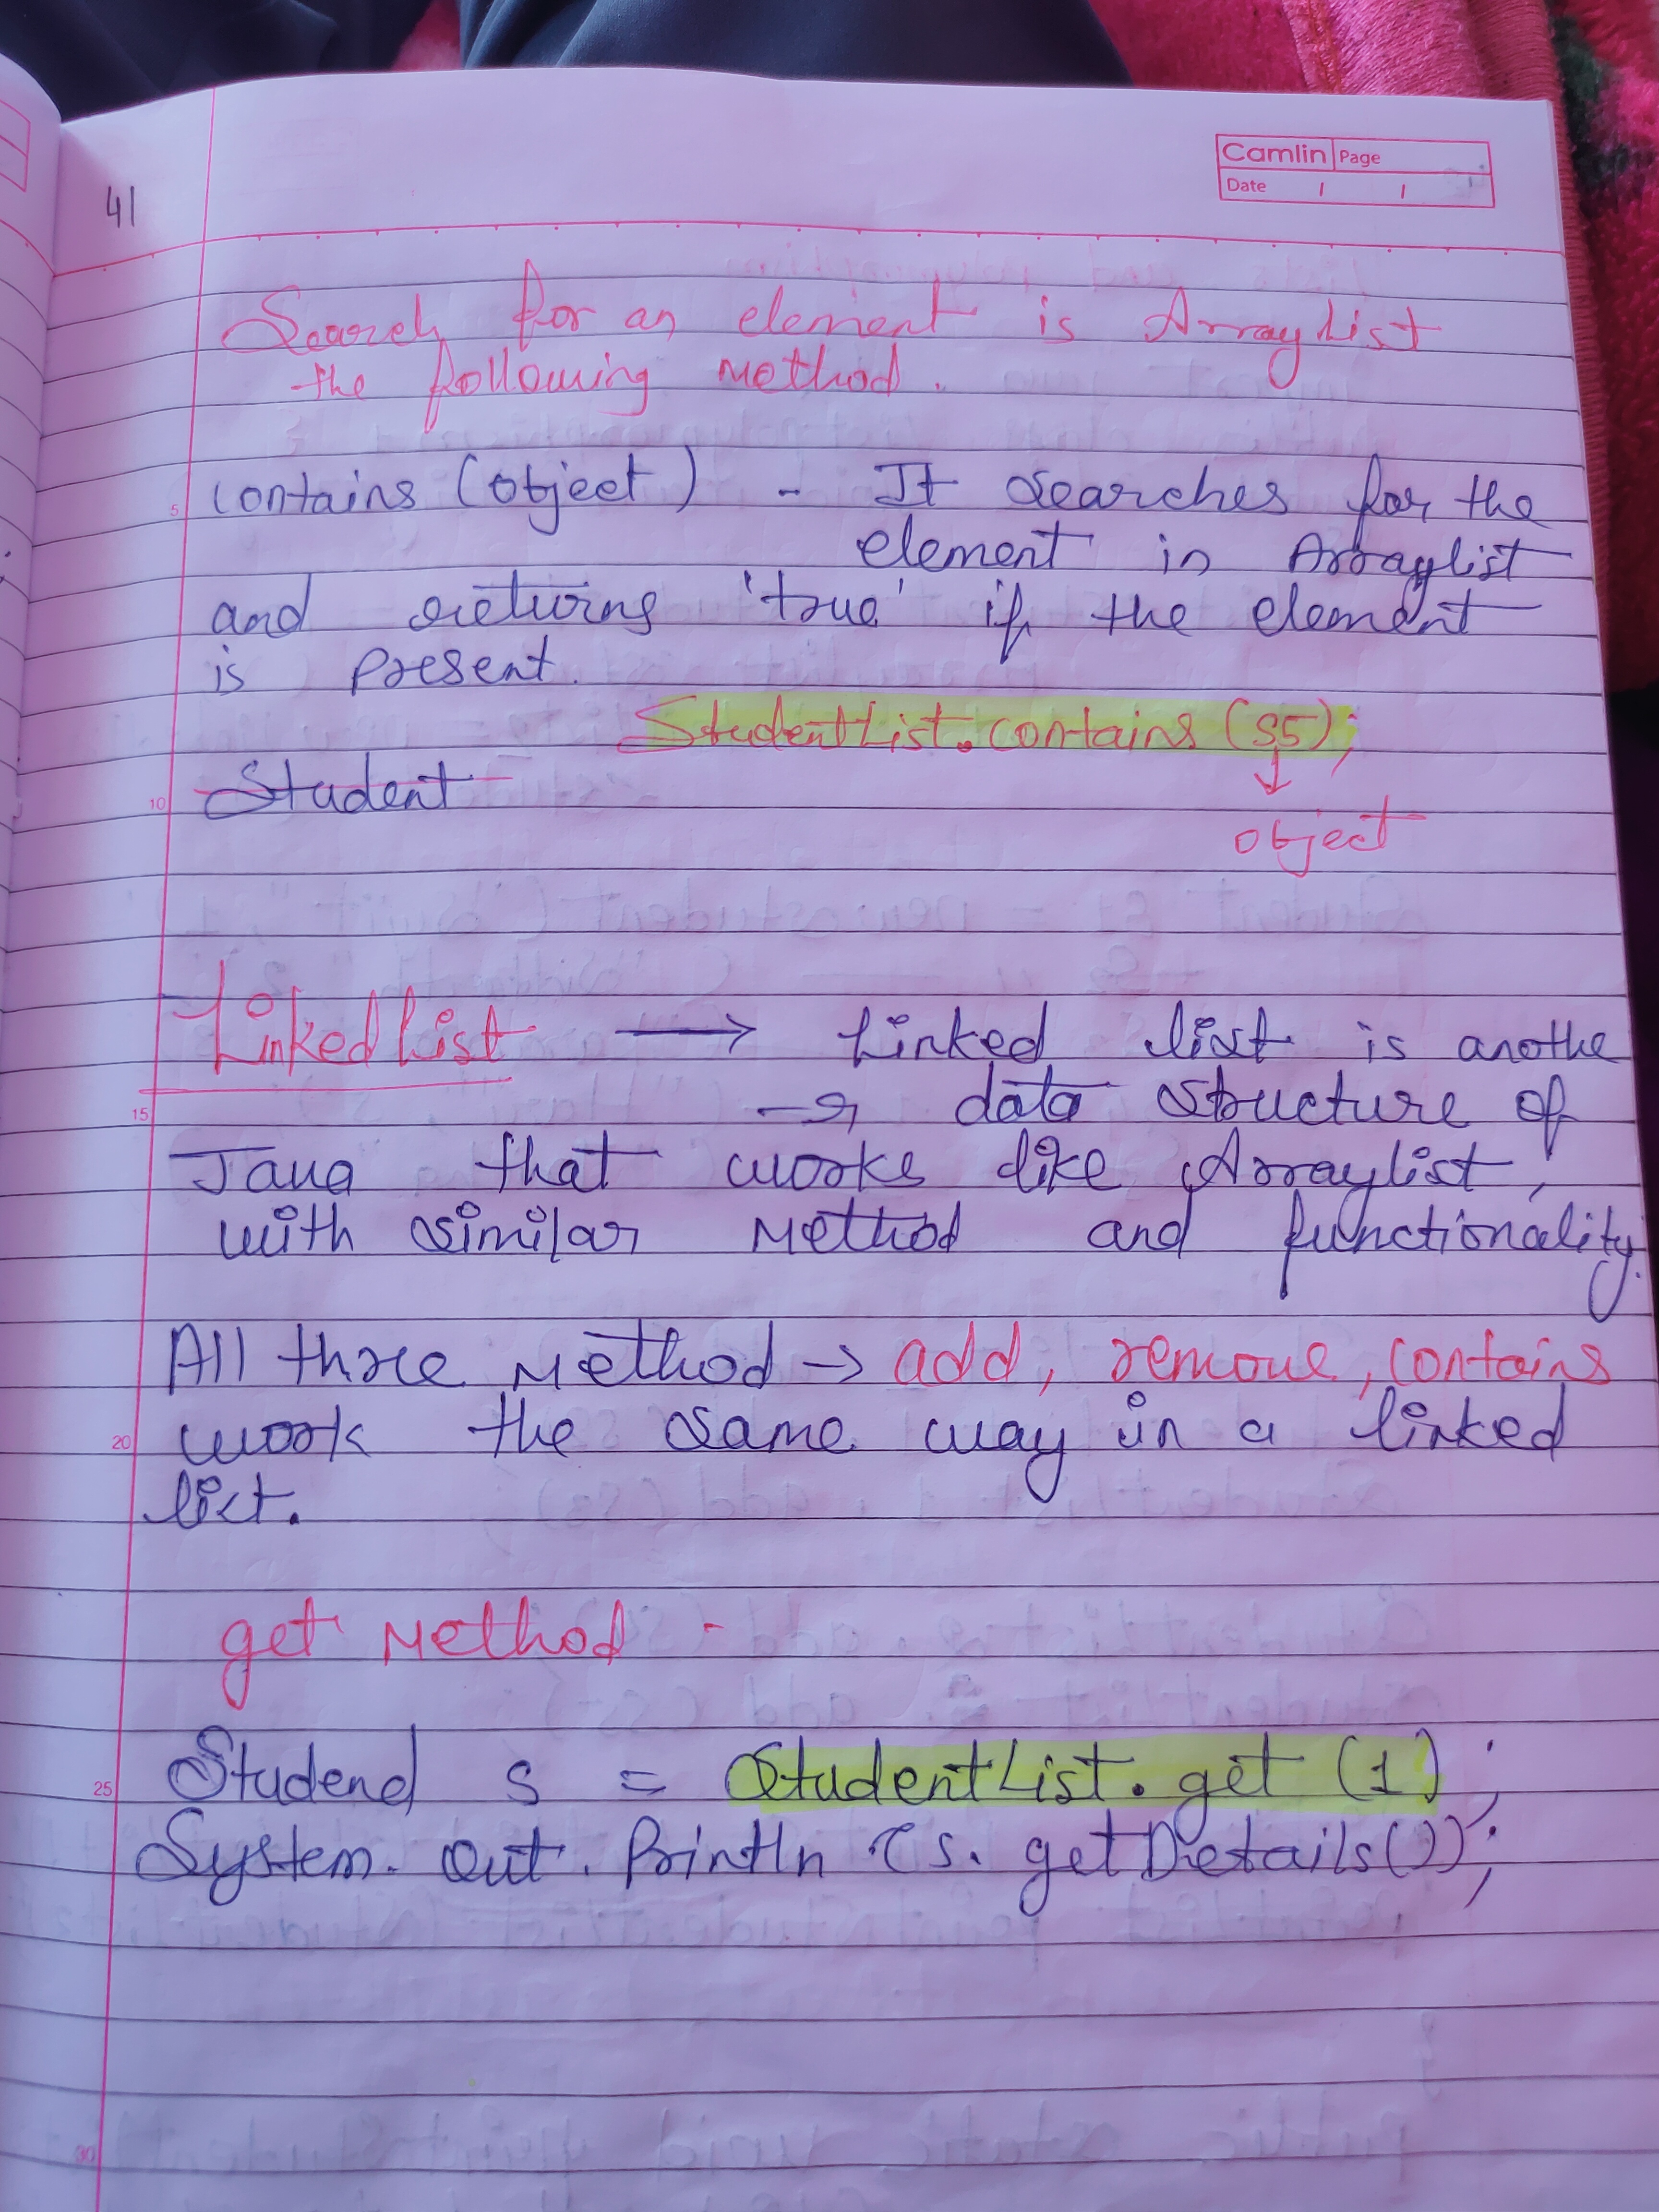 Camlin Page
Date / /
41
Search for an element is ArrayList
the following Method.
5
contains (object) - It searches for the
element in Arraylist
and returns 'true' if the element
is present.
StudentList.contains (S5);
10 Student
object
LinkedList → Linked list is anothe
15 -r data structure of
Java that works like Arraylist,
with similar Method and functionality.
All three Method → add, remove, contains
20 work the same way in a linked
list.
get Method -
25 Studend s = StudentList.get (1);
System. out. Println (s. getDetails());
30